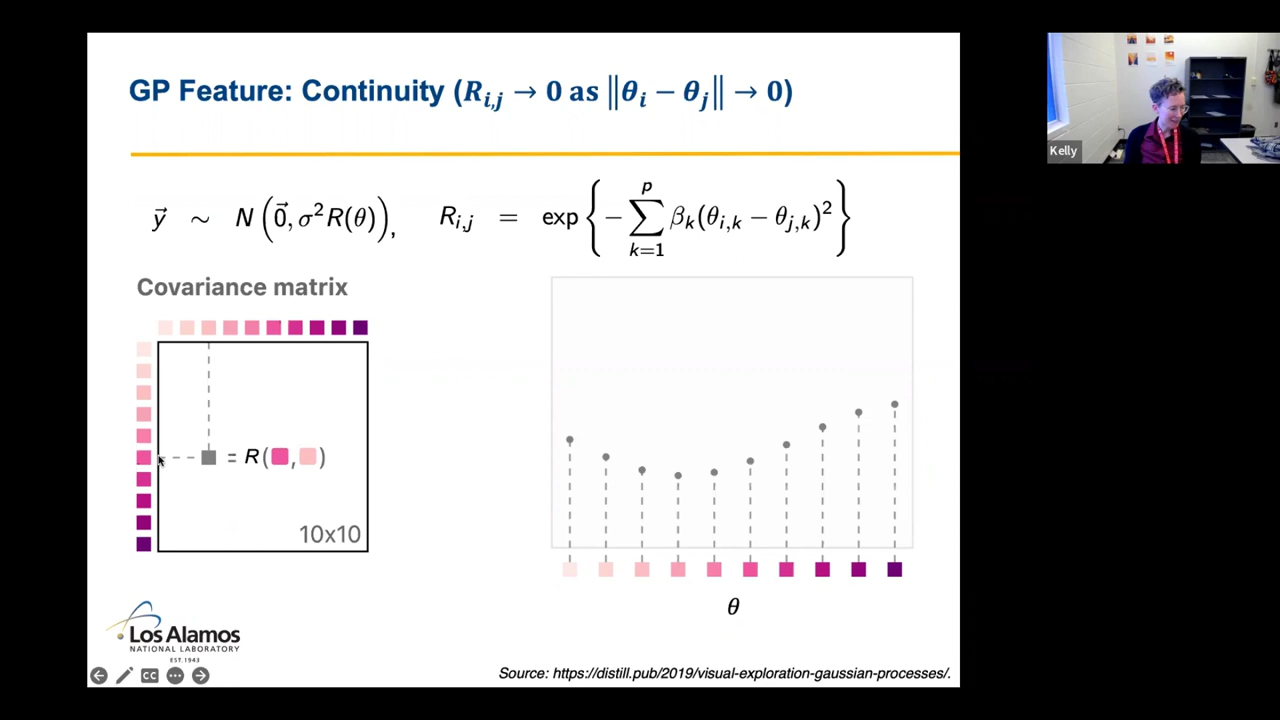 GP Feature: Continuity (R_{i,j} → 0 as ‖θ_i − θ_j‖ → 0)
Kelly
y⃗ ∼ N(0⃗, σ²R(θ)), R_{i,j} = exp{−∑_{k=1}^{p} β_k(θ_{i,k} − θ_{j,k})²}
Covariance matrix
= R( , )
10x10
θ
Los Alamos
NATIONAL LABORATORY
EST.1943
CC
Source: https://distill.pub/2019/visual-exploration-gaussian-processes/.